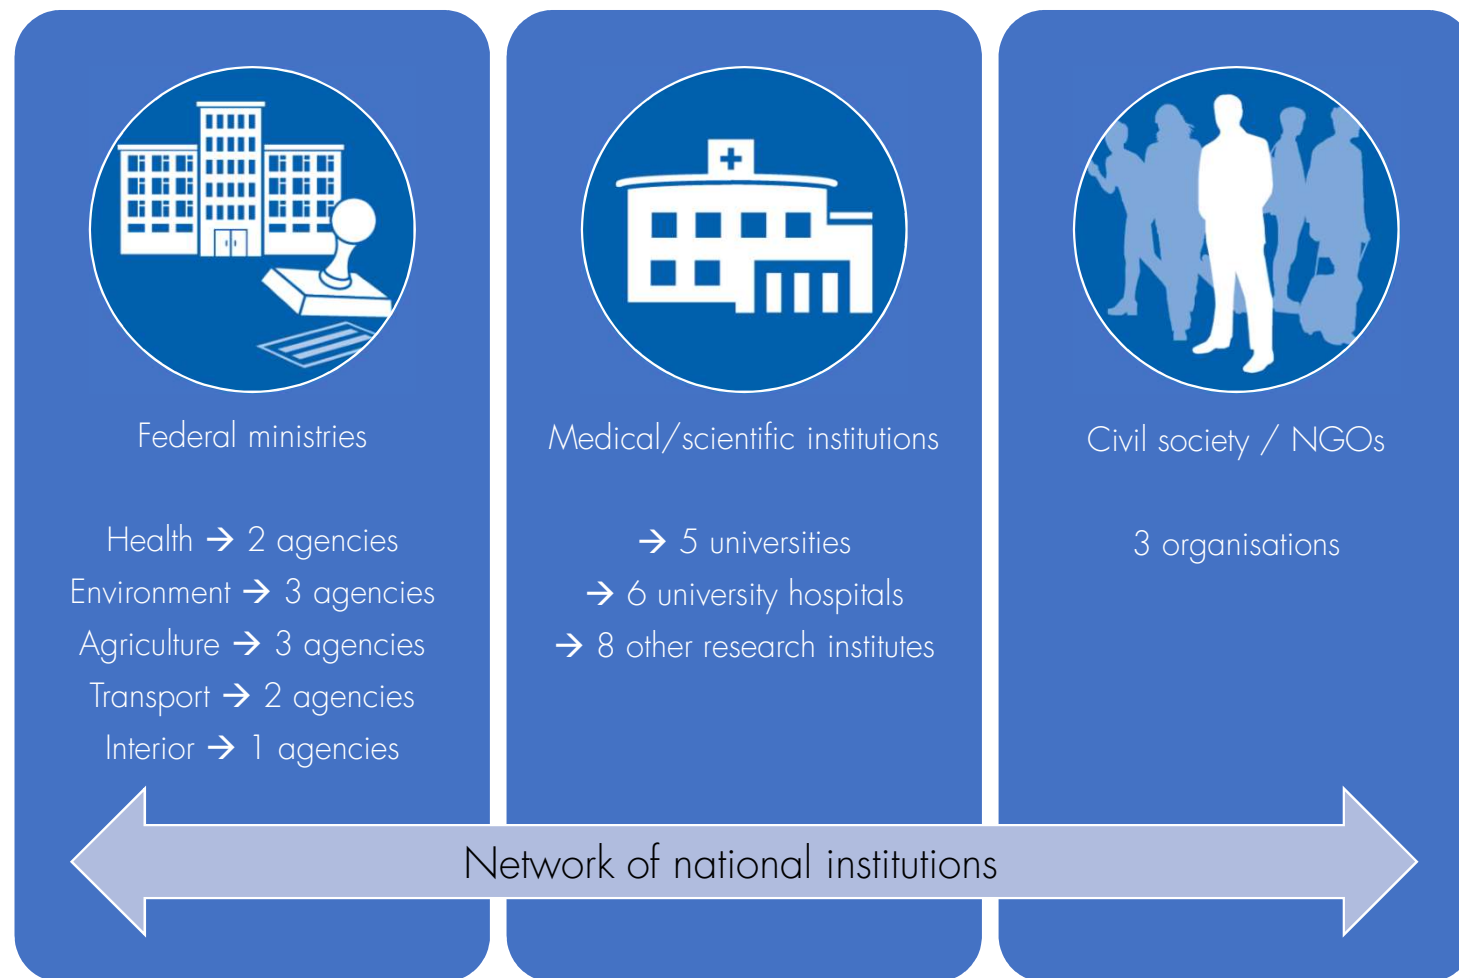 Federal ministries
Health → 2 agencies
Environment → 3 agencies
Agriculture → 3 agencies
Transport → 2 agencies
Interior → 1 agencies
Medical/scientific institutions
→ 5 universities
→ 6 university hospitals
→ 8 other research institutes
Civil society / NGOs
3 organisations
Network of national institutions